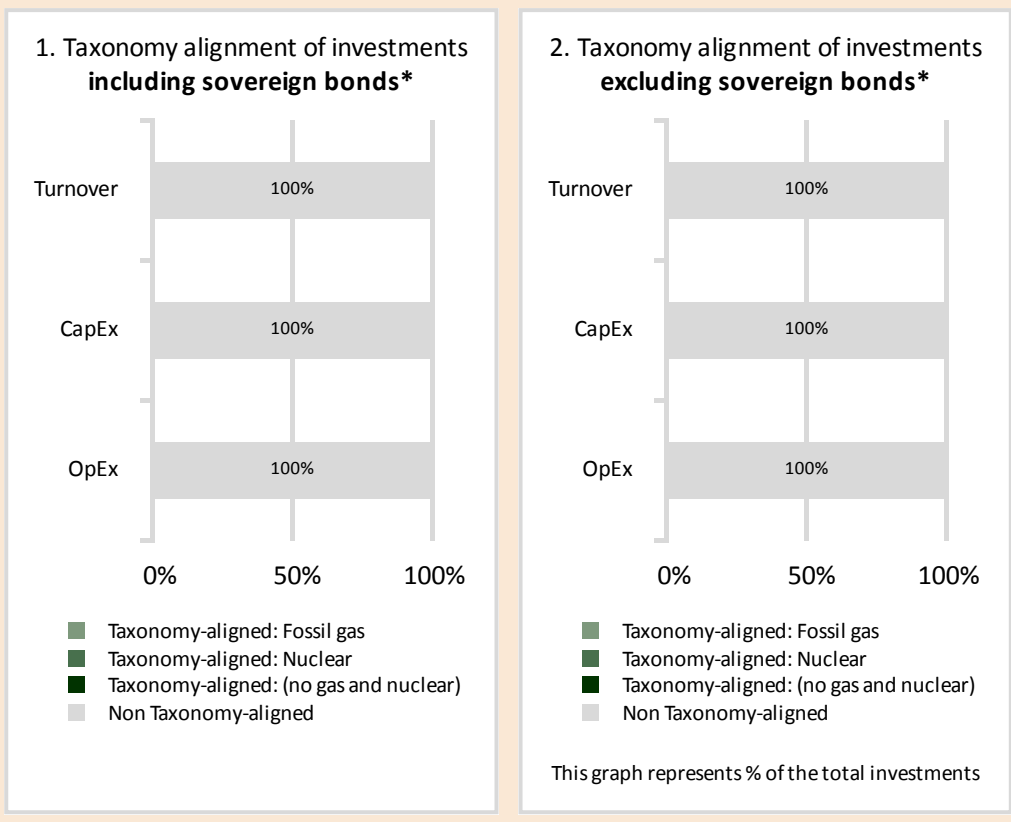 1. Taxonomy alignment of investments
including sovereign bonds*
Turnover
100%
CapEx
100%
OpEx
100%
0% 50% 100%
Taxonomy-aligned: Fossil gas
Taxonomy-aligned: Nuclear
Taxonomy-aligned: (no gas and nuclear)
Non Taxonomy-aligned
2. Taxonomy alignment of investments
excluding sovereign bonds*
Turnover
100%
CapEx
100%
OpEx
100%
0% 50% 100%
Taxonomy-aligned: Fossil gas
Taxonomy-aligned: Nuclear
Taxonomy-aligned: (no gas and nuclear)
Non Taxonomy-aligned
This graph represents % of the total investments